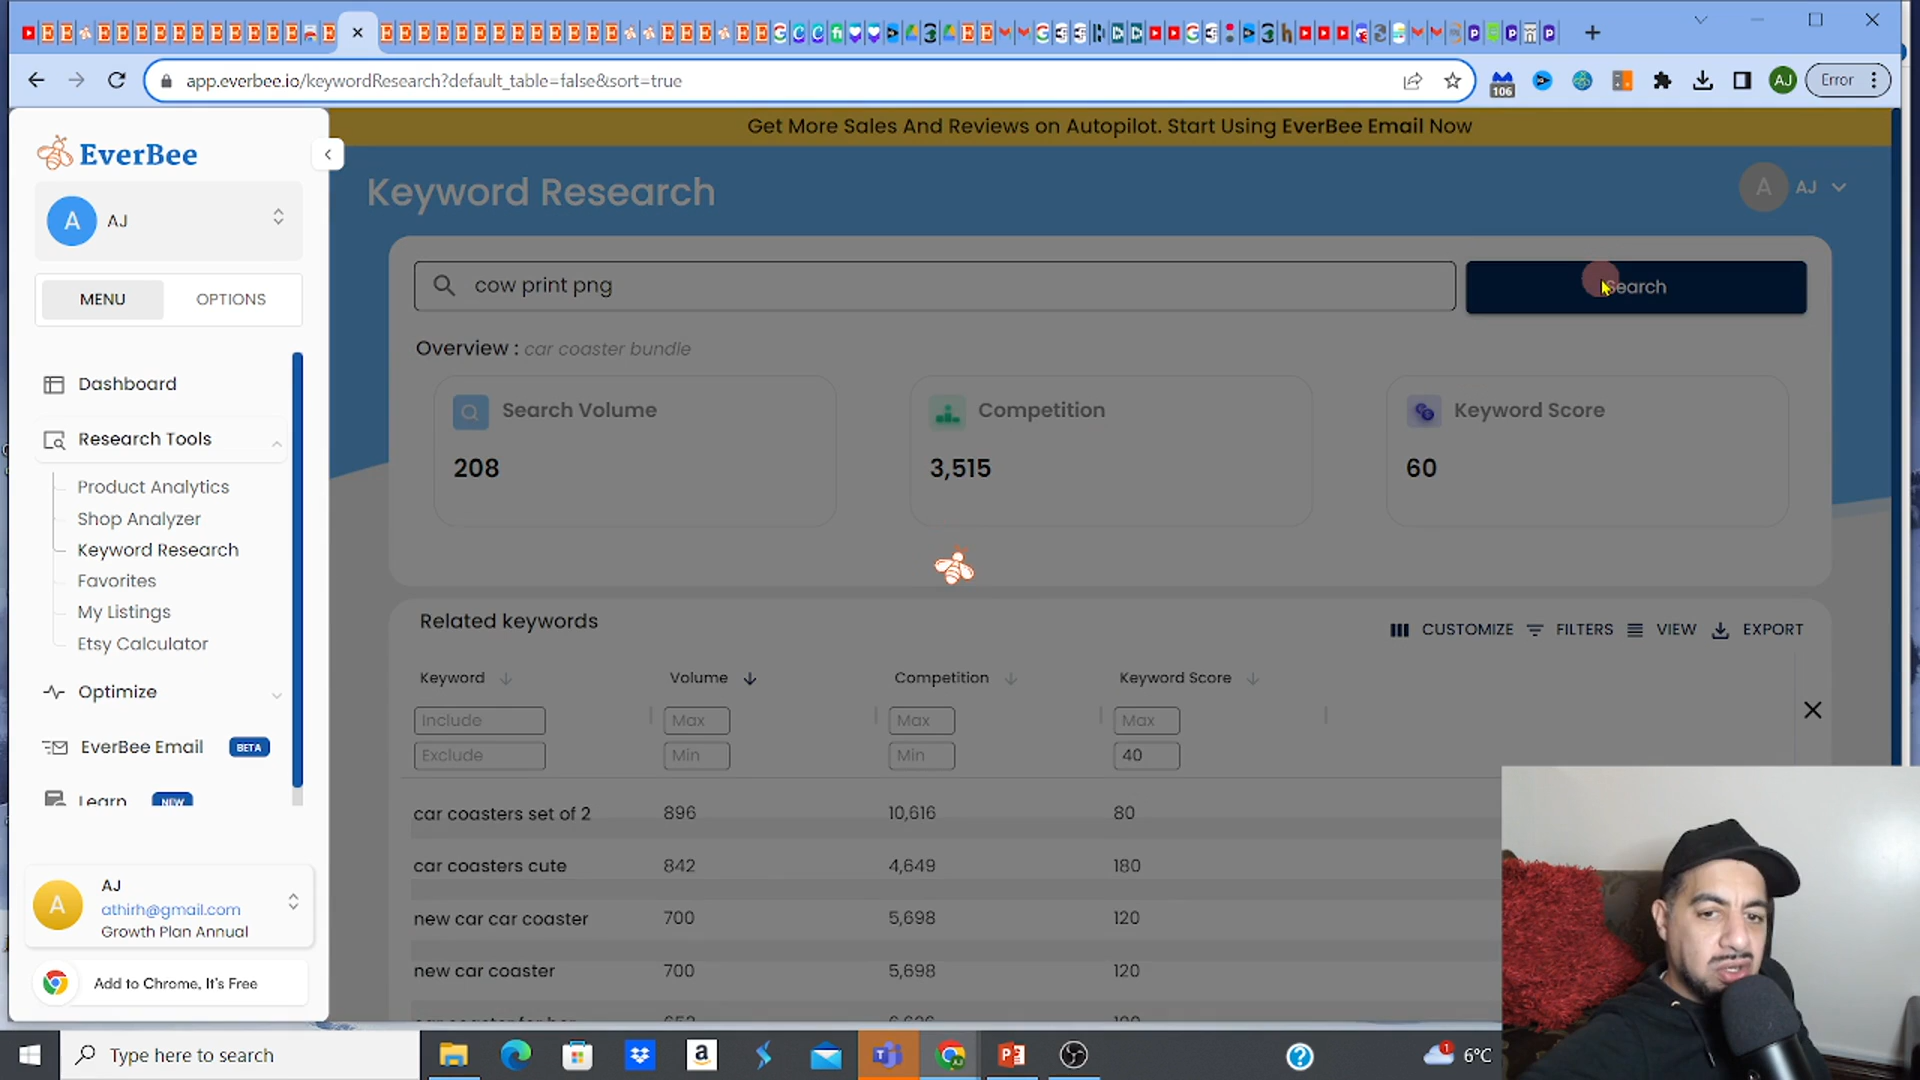 app.everbee.io/keywordResearch?default_table=false&sort=true
106
AJ
Error
EverBee
Get More Sales And Reviews on Autopilot. Start Using EverBee Email Now
A
AJ
MENU
OPTIONS
Dashboard
Research Tools
Product Analytics
Shop Analyzer
Keyword Research
Favorites
My Listings
Etsy Calculator
Optimize
EverBee Email
BETA
Learn
NEW
A
AJ
athirh@gmail.com
Growth Plan Annual
Add to Chrome, It's Free
Keyword Research
A
AJ
cow print png
Search
Overview : car coaster bundle
Search Volume
208
Competition
3,515
Keyword Score
60
Related keywords
CUSTOMIZE
FILTERS
VIEW
EXPORT
Keyword
Volume
Competition
Keyword Score
Include
Max
Max
Max
Exclude
Min
Min
40
car coasters set of 2
896
10,616
80
car coasters cute
842
4,649
180
new car car coaster
700
5,698
120
new car coaster
700
5,698
120
Type here to search
1
6°C